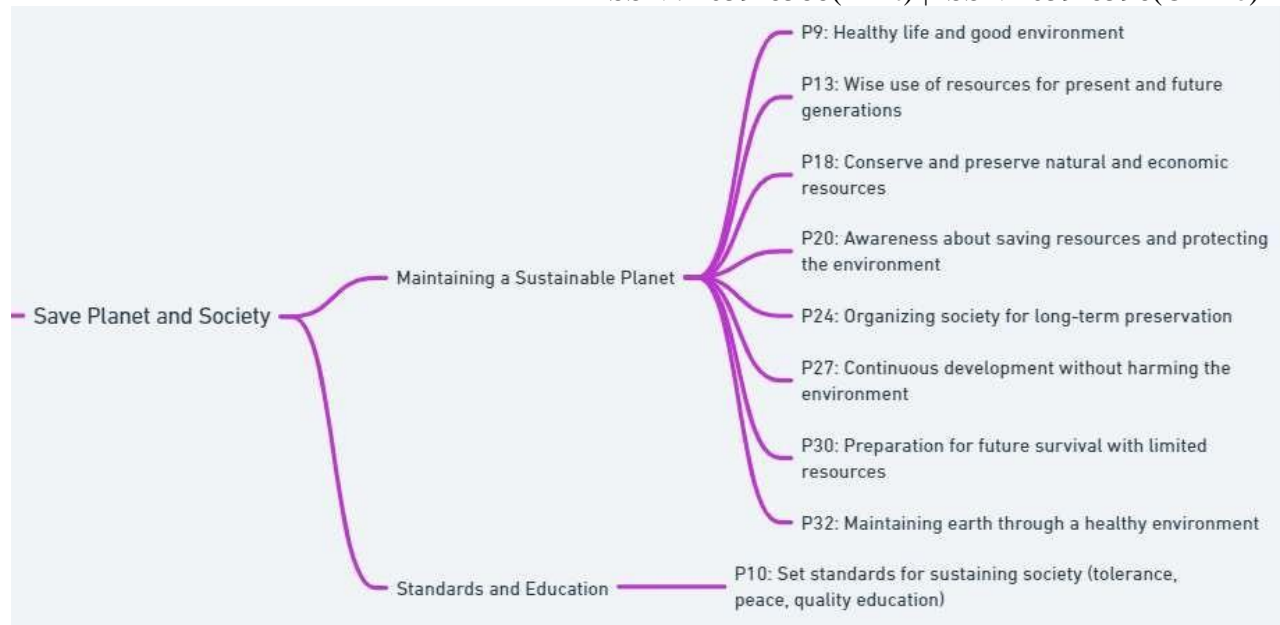 P9: Healthy life and good environment
P13: Wise use of resources for present and future
generations
P18: Conserve and preserve natural and economic
resources
P20: Awareness about saving resources and protecting
the environment
Maintaining a Sustainable Planet
Save Planet and Society
P24: Organizing society for long-term preservation
P27: Continuous development without harming the
environment
P30: Preparation for future survival with limited
resources
P32: Maintaining earth through a healthy environment
Standards and Education
P10: Set standards for sustaining society (tolerance,
peace, quality education)